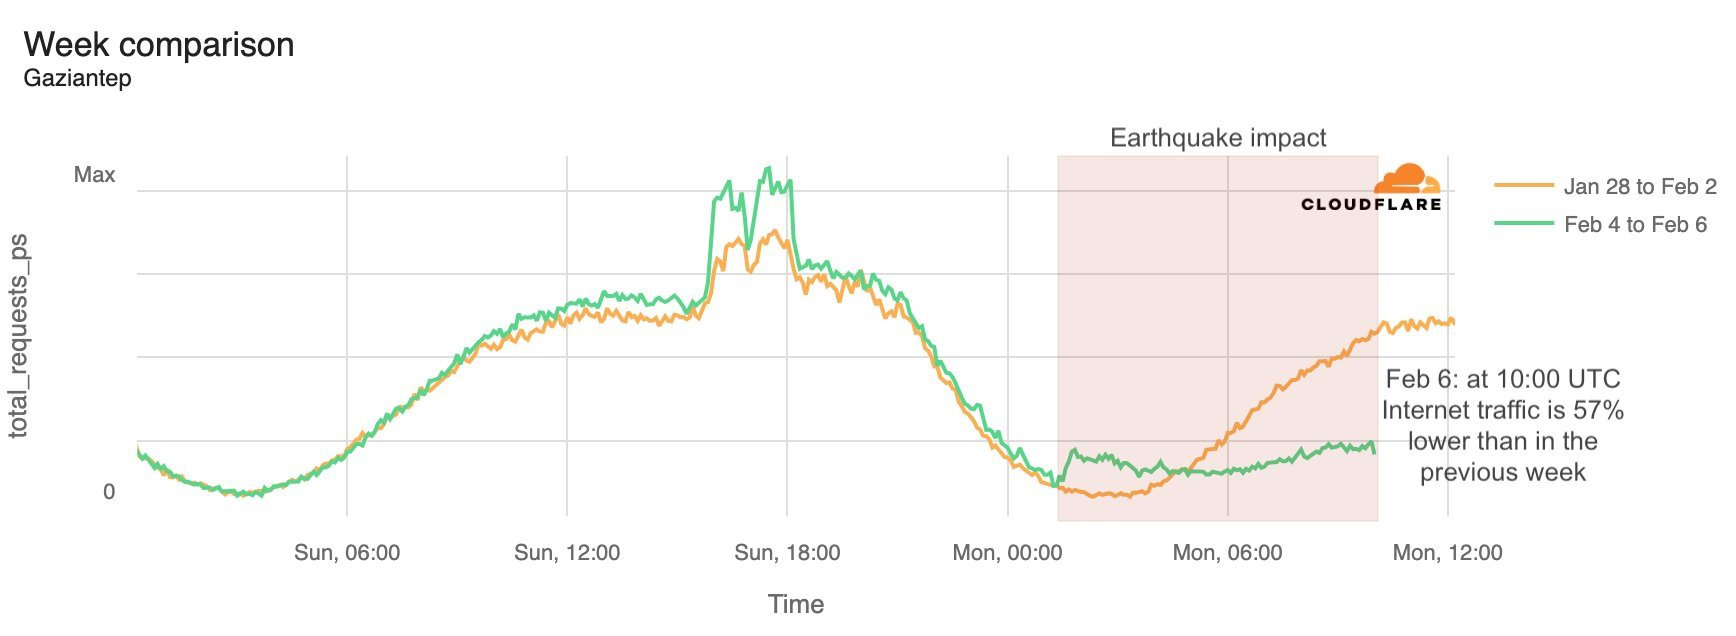 Week comparison
Gaziantep
Earthquake impact
Max
CLOUDFLARE
Jan 28 to Feb 2
Feb 4 to Feb 6
total_requests_ps
Feb 6: at 10:00 UTC
Internet traffic is 57%
lower than in the
previous week
0
Sun, 06:00 Sun, 12:00 Sun, 18:00 Mon, 00:00 Mon, 06:00 Mon, 12:00
Time